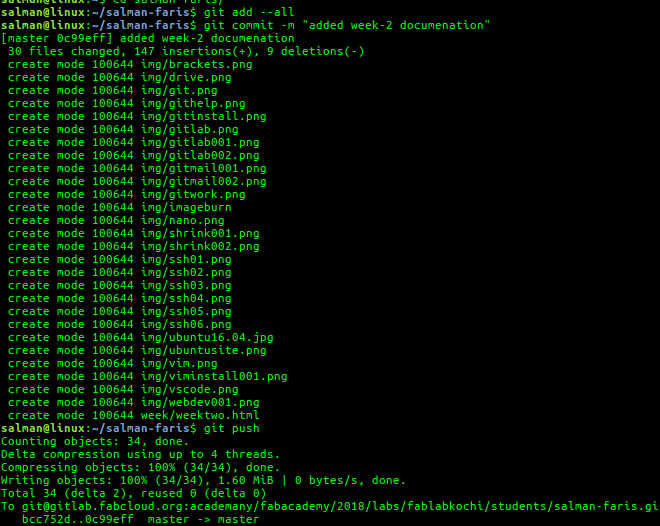 salman@linux:~/salman-faris$ git add --all
salman@linux:~/salman-faris$ git commit -m "added week-2 documenation"
[master 0c99eff] added week-2 documenation
30 files changed, 147 insertions(+), 9 deletions(-)
create mode 100644 img/brackets.png
create mode 100644 img/drive.png
create mode 100644 img/git.png
create mode 100644 img/githelp.png
create mode 100644 img/gitinstall.png
create mode 100644 img/gitlab.png
create mode 100644 img/gitlab001.png
create mode 100644 img/gitlab002.png
create mode 100644 img/gitmail001.png
create mode 100644 img/gitmail002.png
create mode 100644 img/gitwork.png
create mode 100644 img/imageburn
create mode 100644 img/nano.png
create mode 100644 img/shrink001.png
create mode 100644 img/shrink002.png
create mode 100644 img/ssh01.png
create mode 100644 img/ssh02.png
create mode 100644 img/ssh03.png
create mode 100644 img/ssh04.png
create mode 100644 img/ssh05.png
create mode 100644 img/ssh06.png
create mode 100644 img/ubuntu16.04.jpg
create mode 100644 img/ubuntusite.png
create mode 100644 img/vim.png
create mode 100644 img/viminstall001.png
create mode 100644 img/vscode.png
create mode 100644 img/webdev001.png
create mode 100644 week/weektwo.html
salman@linux:~/salman-faris$ git push
Counting objects: 34, done.
Delta compression using up to 4 threads.
Compressing objects: 100% (34/34), done.
Writing objects: 100% (34/34), 1.60 MiB | 0 bytes/s, done.
Total 34 (delta 2), reused 0 (delta 0)
To git@gitlab.fabcloud.org:academany/fabacademy/2018/labs/fablabkochi/students/salman-faris.gi
bcc752d..0c99eff master -> master